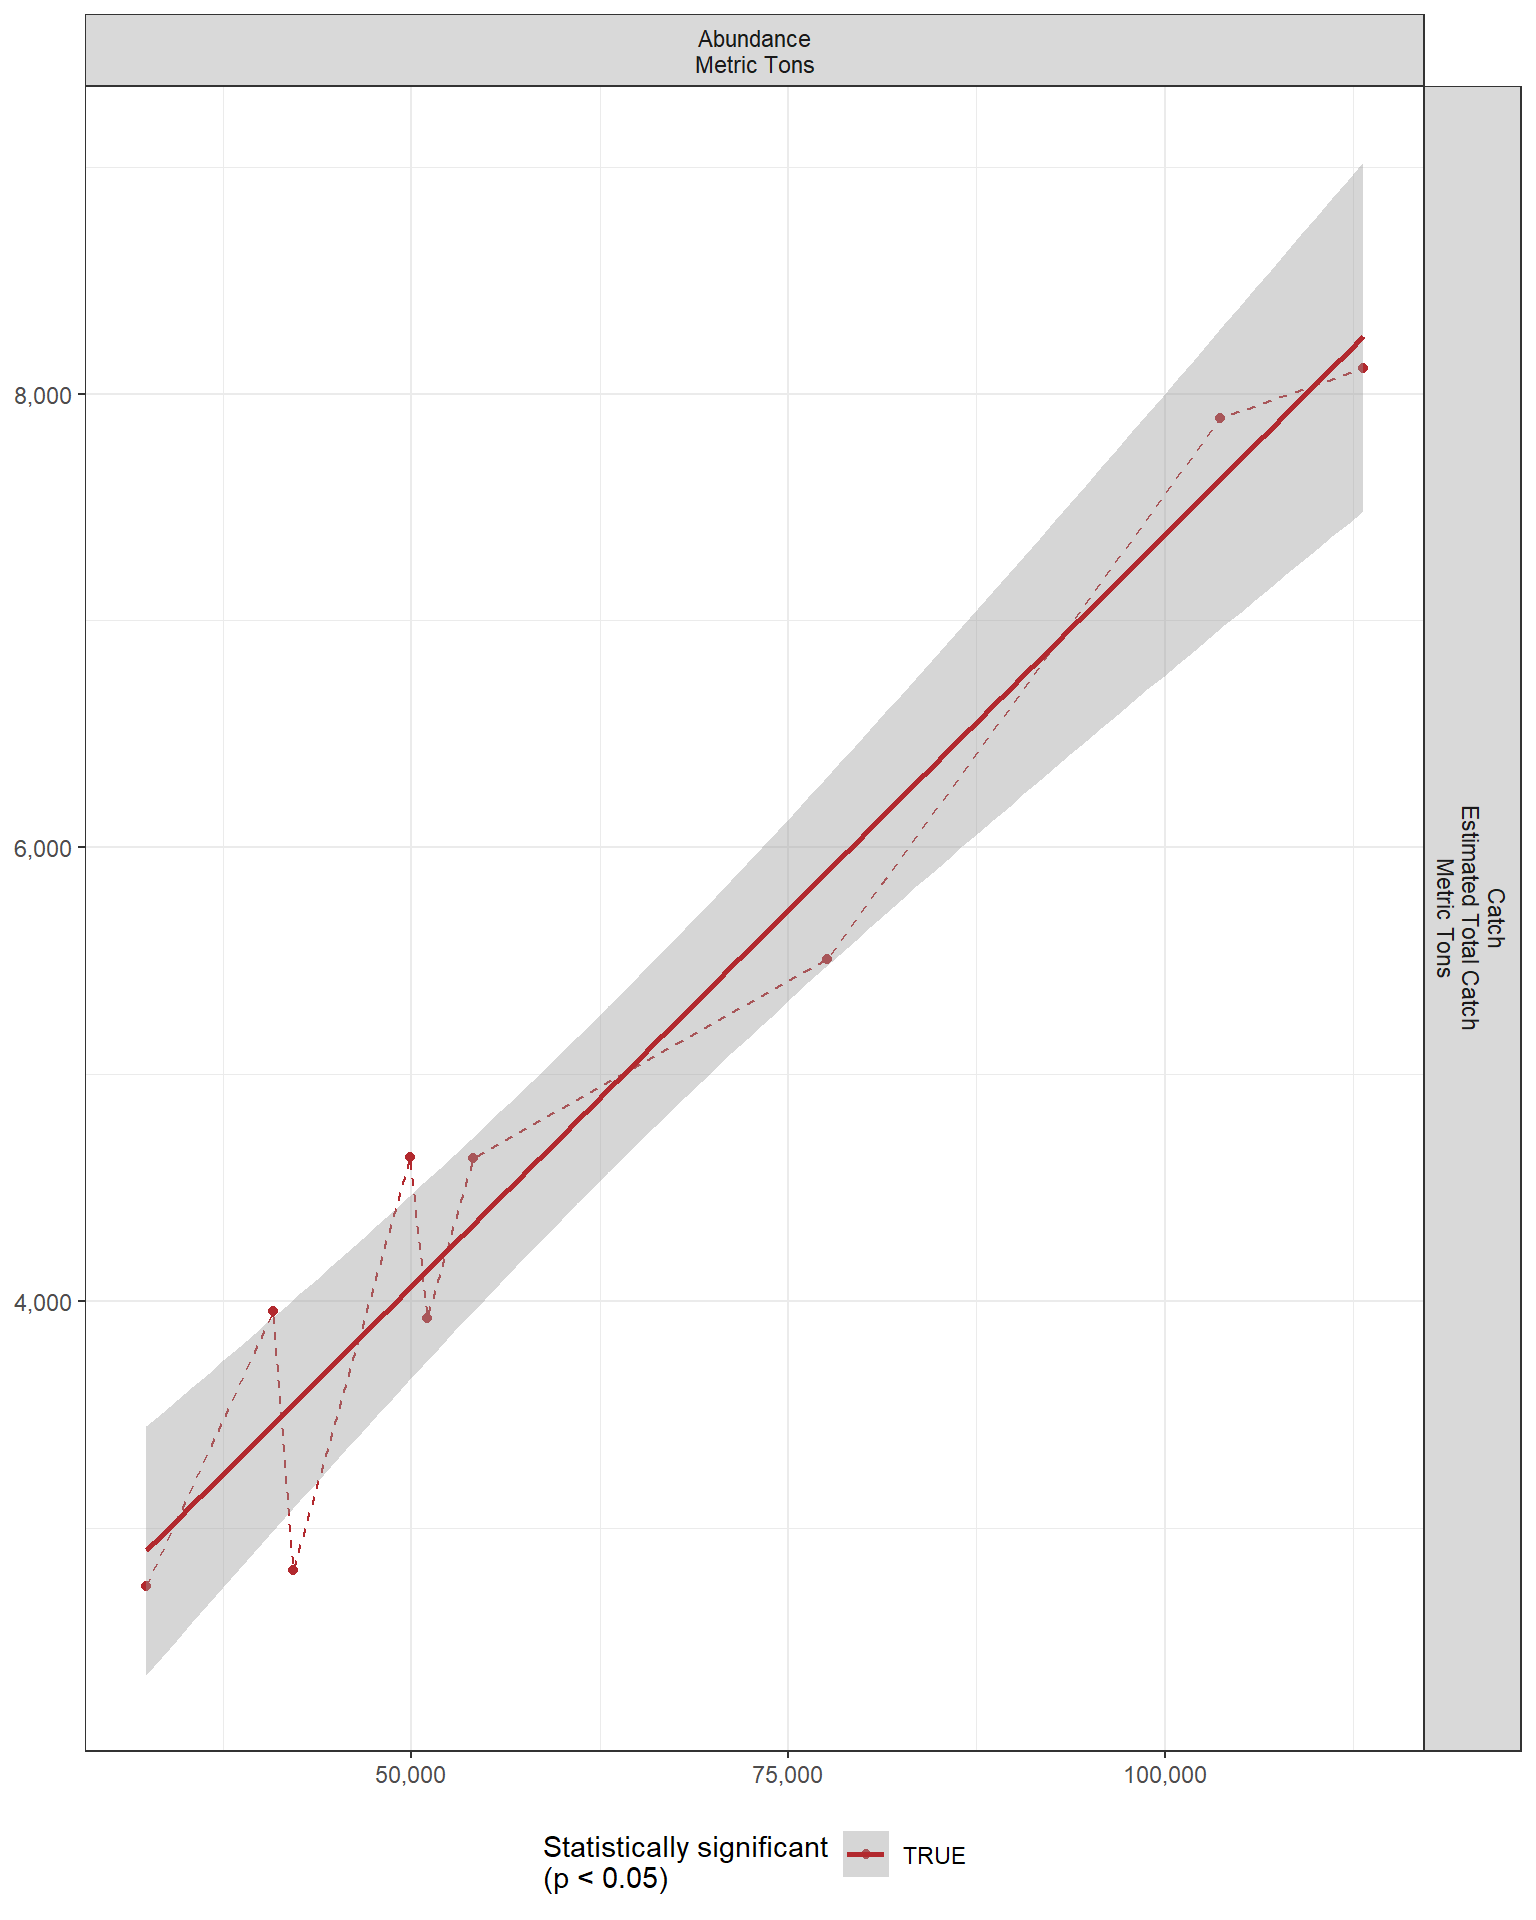 Abundance
Metric Tons
8,000
6,000
4,000
Catch
Estimated Total Catch
Metric Tons
50,000
75,000
100,000
Statistically significant
(p < 0.05)
TRUE